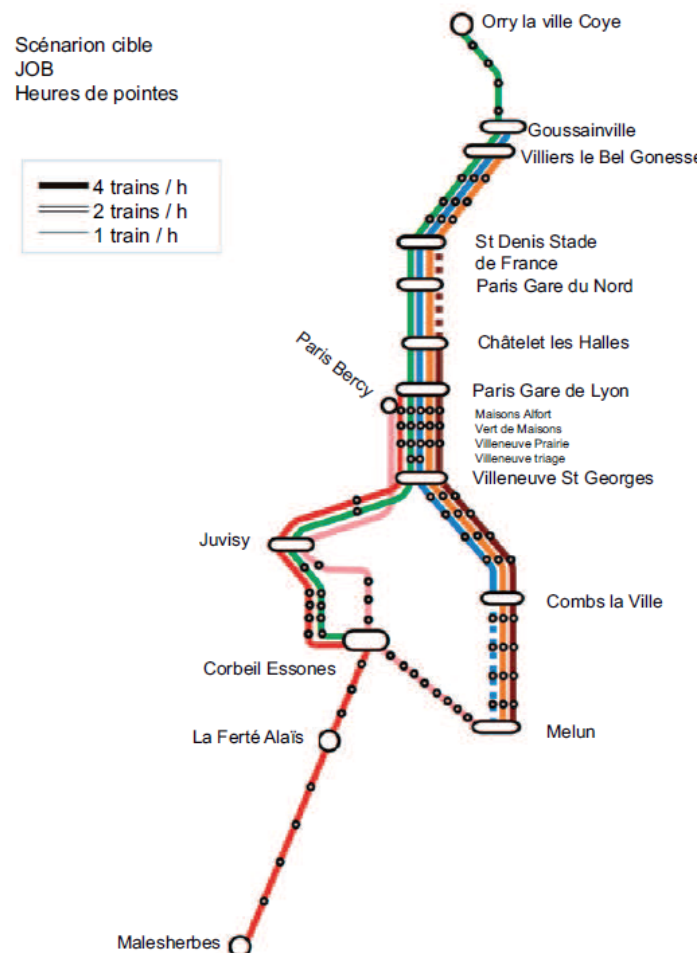 Scénarion cible
JOB
Heures de pointes
4 trains / h
2 trains / h
1 train / h
Orry la ville Coye
Goussainville
Villiers le Bel Gonesse
St Denis Stade
de France
Paris Gare du Nord
Châtelet les Halles
Paris Bercy
Paris Gare de Lyon
Maisons Alfort
Vert de Maisons
Villeneuve Prairie
Villeneuve triage
Villeneuve St Georges
Juvisy
Combs la Ville
Corbeil Essones
Melun
La Ferté Alaïs
Malesherbes